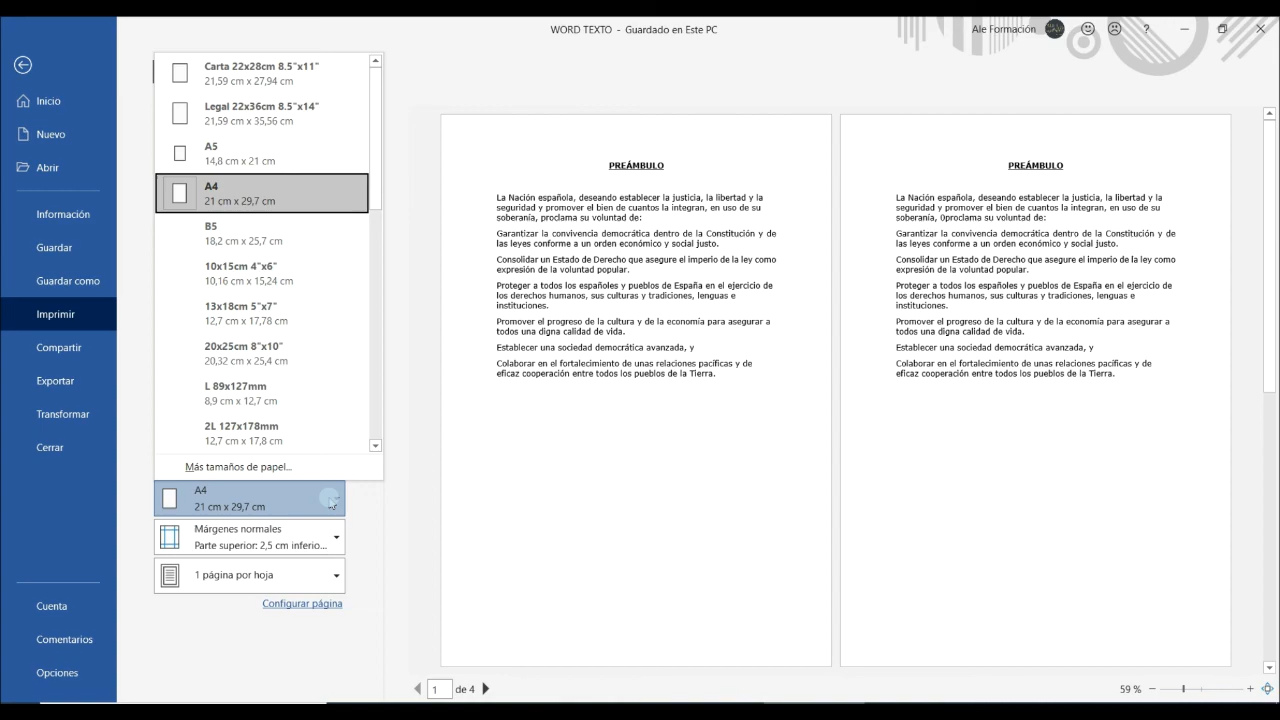 WORD TEXTO - Guardado en Este PC
Ale Formación
?
Inicio
Nuevo
Abrir
Información
Guardar
Guardar como
Imprimir
Compartir
Exportar
Transformar
Cerrar
Cuenta
Comentarios
Opciones
Carta 22x28cm 8.5"x11"
21,59 cm x 27,94 cm
Legal 22x36cm 8.5"x14"
21,59 cm x 35,56 cm
A5
14,8 cm x 21 cm
A4
21 cm x 29,7 cm
B5
18,2 cm x 25,7 cm
10x15cm 4"x6"
10,16 cm x 15,24 cm
13x18cm 5"x7"
12,7 cm x 17,78 cm
20x25cm 8"x10"
20,32 cm x 25,4 cm
L 89x127mm
8,9 cm x 12,7 cm
2L 127x178mm
12,7 cm x 17,8 cm
Más tamaños de papel...
A4
21 cm x 29,7 cm
Márgenes normales
Parte superior: 2,5 cm inferio...
1 página por hoja
Configurar página
PREÁMBULO
La Nación española, deseando establecer la justicia, la libertad y la
seguridad y promover el bien de cuantos la integran, en uso de su
soberanía, proclama su voluntad de:
Garantizar la convivencia democrática dentro de la Constitución y de
las leyes conforme a un orden económico y social justo.
Consolidar un Estado de Derecho que asegure el imperio de la ley como
expresión de la voluntad popular.
Proteger a todos los españoles y pueblos de España en el ejercicio de
los derechos humanos, sus culturas y tradiciones, lenguas e
instituciones.
Promover el progreso de la cultura y de la economía para asegurar a
todos una digna calidad de vida.
Establecer una sociedad democrática avanzada, y
Colaborar en el fortalecimiento de unas relaciones pacíficas y de
eficaz cooperación entre todos los pueblos de la Tierra.
PREÁMBULO
La Nación española, deseando establecer la justicia, la libertad y la
seguridad y promover el bien de cuantos la integran, en uso de su
soberanía, 0proclama su voluntad de:
Garantizar la convivencia democrática dentro de la Constitución y de
las leyes conforme a un orden económico y social justo.
Consolidar un Estado de Derecho que asegure el imperio de la ley como
expresión de la voluntad popular.
Proteger a todos los españoles y pueblos de España en el ejercicio de
los derechos humanos, sus culturas y tradiciones, lenguas e
instituciones.
Promover el progreso de la cultura y de la economía para asegurar a
todos una digna calidad de vida.
Establecer una sociedad democrática avanzada, y
Colaborar en el fortalecimiento de unas relaciones pacíficas y de
eficaz cooperación entre todos los pueblos de la Tierra.
1 de 4
59 %